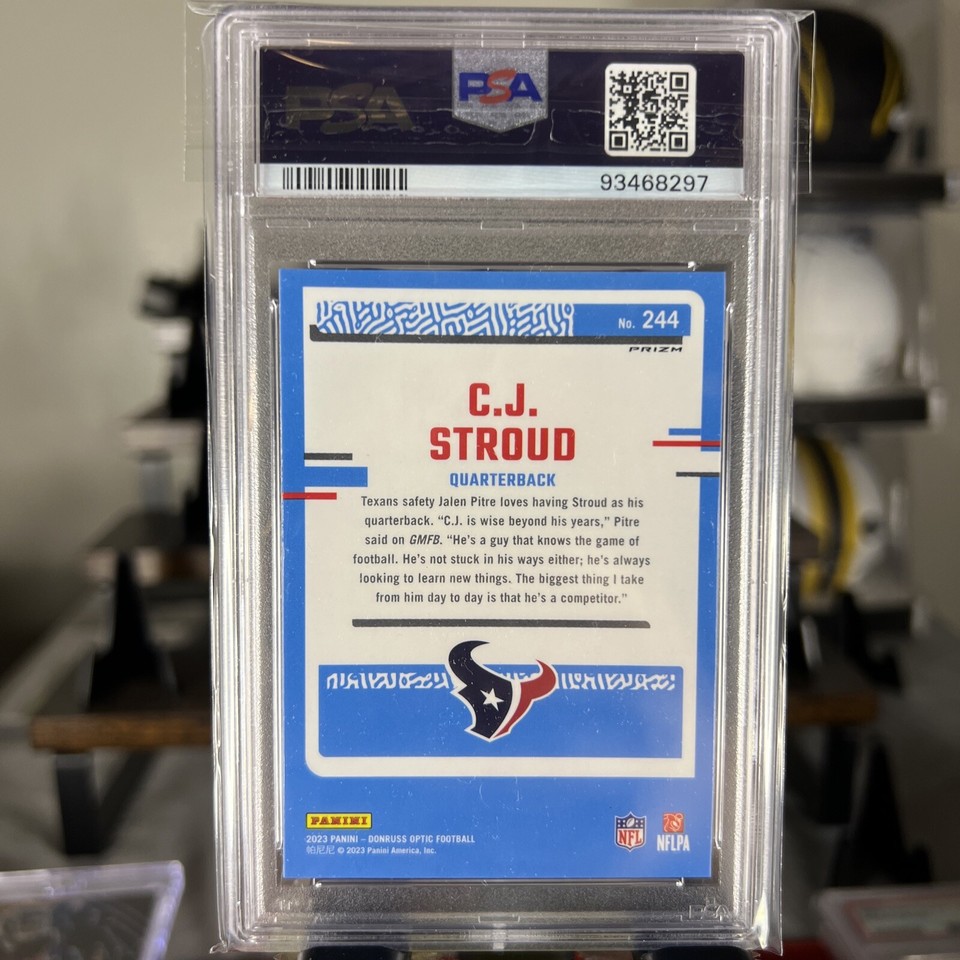 PSA
PSA
93468297
No. 244
PRIZM
C.J.
STROUD
QUARTERBACK
Texans safety Jalen Pitre loves having Stroud as his
quarterback. “C.J. is wise beyond his years,” Pitre
said on GMFB. “He's a guy that knows the game of
football. He's not stuck in his ways either; he's always
looking to learn new things. The biggest thing I take
from him day to day is that he's a competitor.”
PANINI
2023 PANINI – DONRUSS OPTIC FOOTBALL
帕尼尼 © 2023 Panini America, Inc.
NFL
NFLPA
PSA